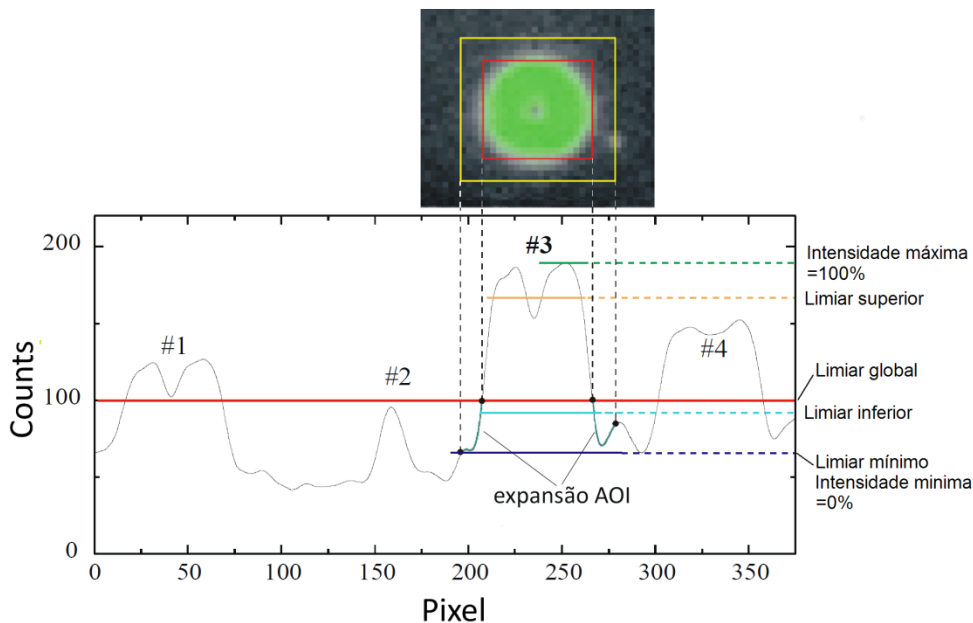 200
100
0
Counts
#1
#2
#3
#4
expansão AOI
Intensidade máxima
=100%
Limiar superior
Limiar global
Limiar inferior
Limiar mínimo
Intensidade minima
=0%
0 50 100 150 200 250 300 350
Pixel